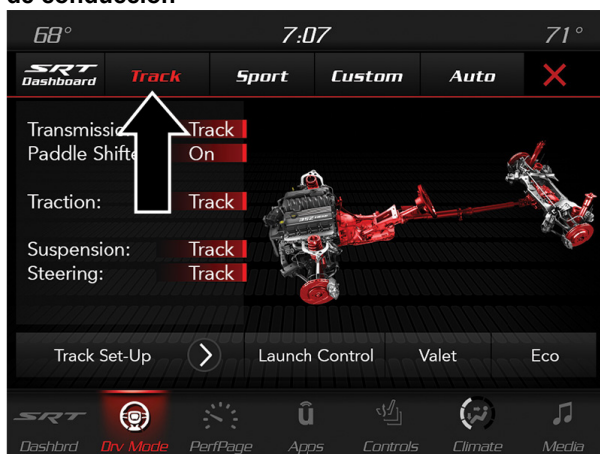 de conducción
68° 7:07 71°
SRT Dashboard Track Sport Custom Auto
Transmission: Track
Paddle Shifte On
Traction: Track
Suspension: Track
Steering: Track
Track Set-Up Launch Control Valet Eco
SRT
Dashbrd Drv Mode PerfPage Apps Controls Climate Media